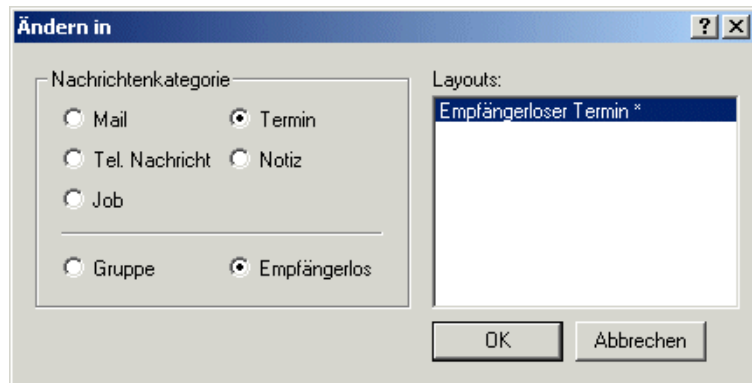 Ändern in
Nachrichtenkategorie
Mail
Termin
Tel. Nachricht
Notiz
Job
Gruppe
Empfängerlos
Layouts:
Empfängerloser Termin *
OK
Abbrechen